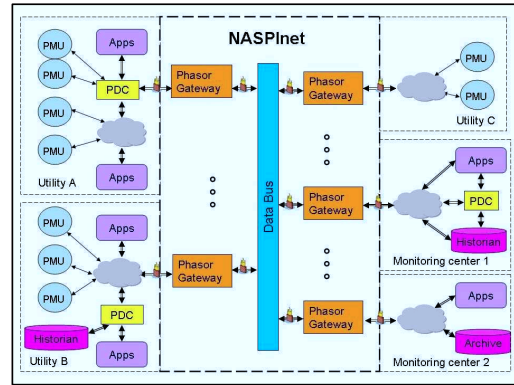 NASPInet
PMU
PMU
PMU
PMU
Apps
PDC
Apps
Utility A
Phasor
Gateway
Data Bus
Phasor
Gateway
PMU
PMU
Utility C
Phasor
Gateway
Apps
PDC
Historian
Monitoring center 1
PMU
PMU
PMU
Apps
PDC
Historian
Apps
Utility B
Phasor
Gateway
Phasor
Gateway
Apps
Archive
Monitoring center 2